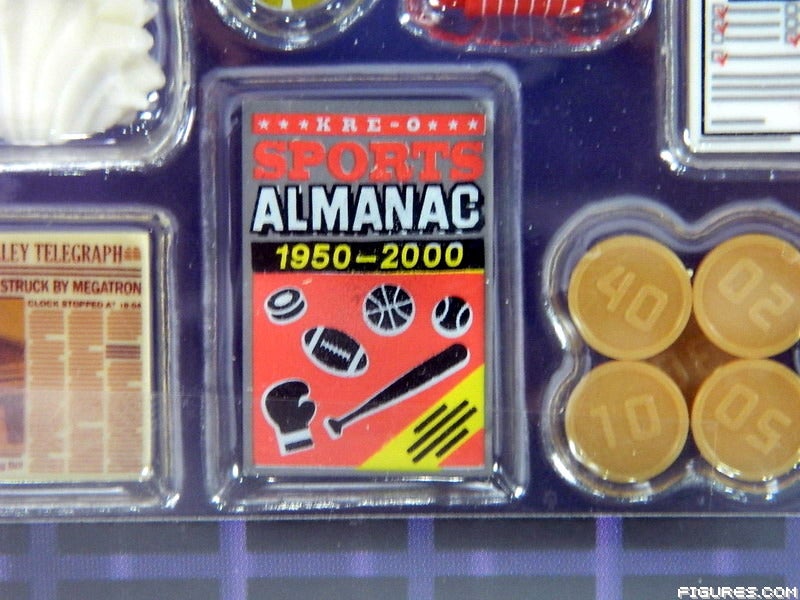 ★★★KRE-O★★★
SPORTS
ALMANAC
1950-2000
LEY TELEGRAPH
STRUCK BY MEGATRON
CLOCK STOPPED AT 10:04
40
20
10
50
FIGURES.COM